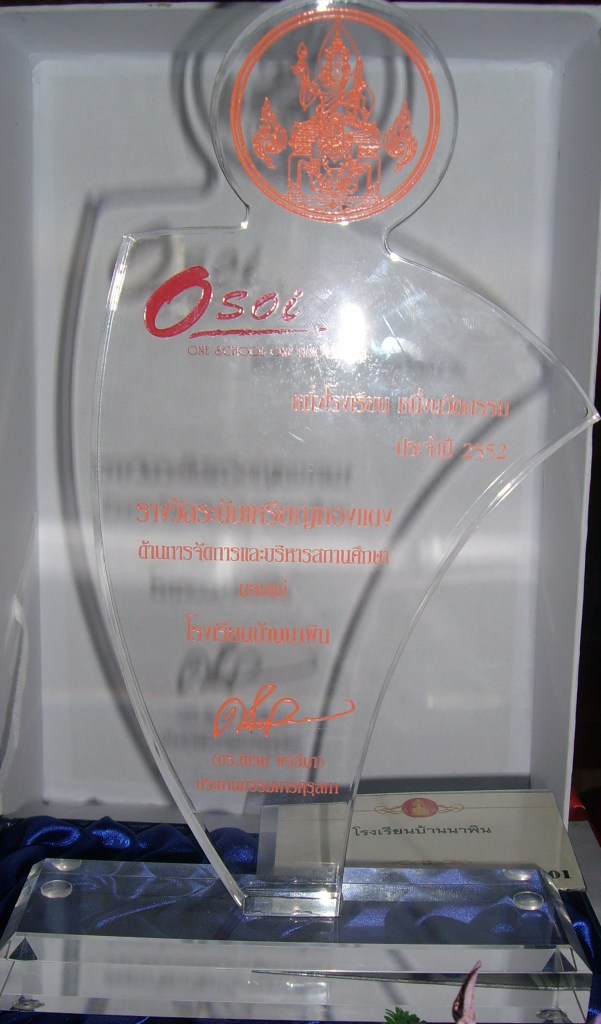 Osoi
ONE SCHOOL ONE
หนึ่งโรงเรียน หนึ่งนวัตกรรม
ประจำปี 2552
รางวัลระดับเหรียญทองแดง
ด้านการจัดการและบริหารสถานศึกษา
มอบแด่
โรงเรียนบ้านนาพิน
ประธานกรรมการคุรุสภา
โรงเรียนบ้านนาพิน
01